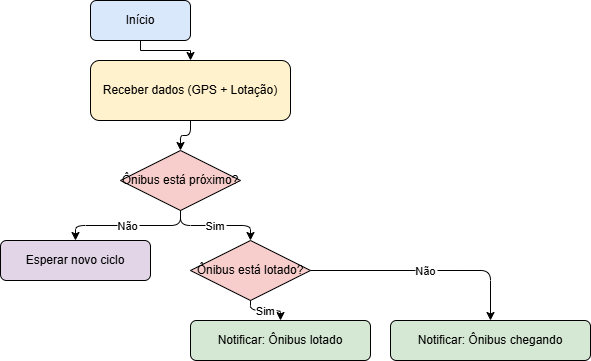 Início
Receber dados (GPS + Lotação)
Ônibus está próximo?
Não
Sim
Esperar novo ciclo
Ônibus está lotado?
Não
Sim
Notificar: Ônibus lotado
Notificar: Ônibus chegando